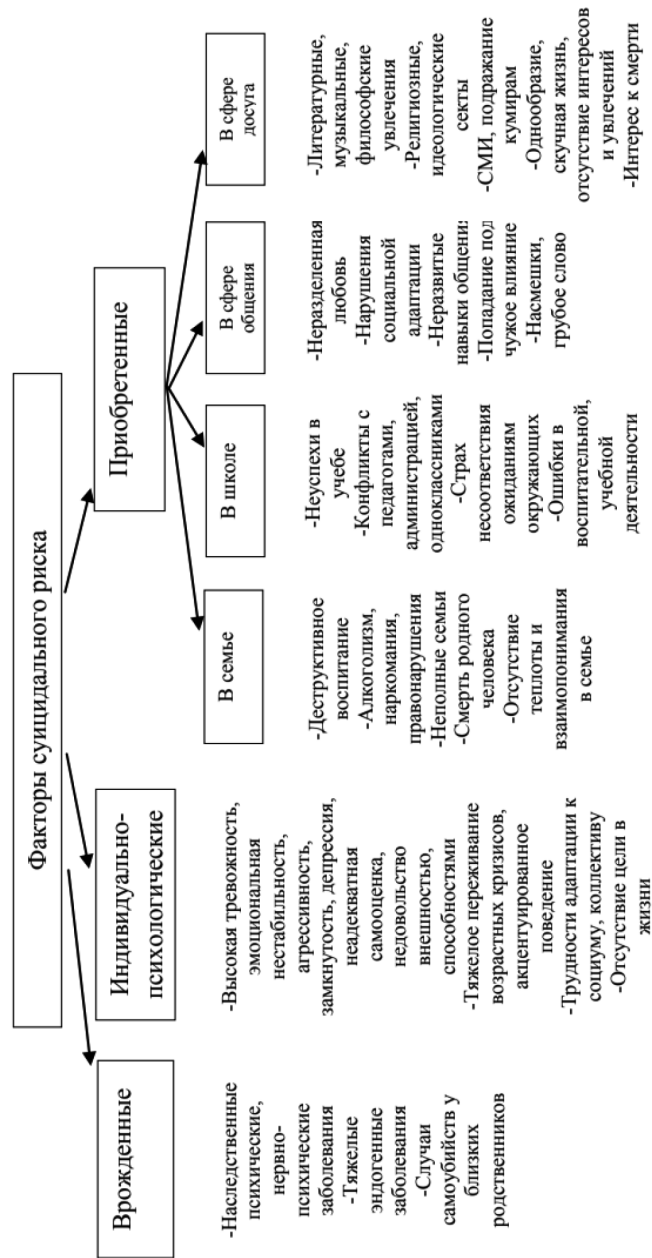 Факторы суицидального риска
Врожденные
Индивидуально-
психологические
Приобретенные
В семье
В школе
В сфере
общения
В сфере
досуга
-Наследственные
психические,
нервно-
психические
заболевания
-Тяжелые
эндогенные
заболевания
-Случаи
самоубийств у
близких
родственников
-Высокая тревожность,
эмоциональная
нестабильность,
агрессивность,
замкнутость, депрессия,
неадекватная
самооценка,
недовольство
внешностью,
способностями
-Тяжелое переживание
возрастных кризисов,
акцентуированное
поведение
-Трудности адаптации к
социуму, коллективу
-Отсутствие цели в
жизни
-Деструктивное
воспитание
-Алкоголизм,
наркомания,
правонарушения
-Неполные семьи
-Смерть родного
человека
-Отсутствие
теплоты и
взаимопонимания
в семье
-Неуспехи в
учебе
-Конфликты с
педагогами,
администрацией,
одноклассниками
-Страх
несоответствия
ожиданиям
окружающих
-Ошибки в
воспитательной,
учебной
деятельности
-Неразделенная
любовь
-Нарушения
социальной
адаптации
-Неразвитые
навыки общения
-Попадание под
чужое влияние
-Насмешки,
грубое слово
-Литературные,
музыкальные,
философские
увлечения
-Религиозные,
идеологические
секты
-СМИ, подражание
кумирам
-Однообразие,
скучная жизнь,
отсутствие интересов
и увлечений
-Интерес к смерти